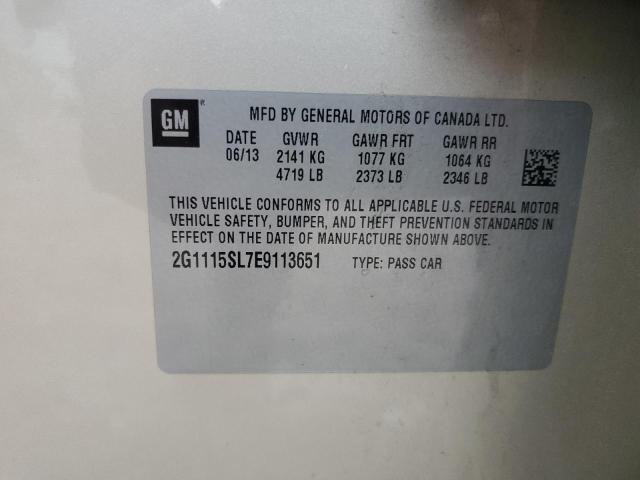 GM®
MFD BY GENERAL MOTORS OF CANADA LTD.
DATE GVWR GAWR FRT GAWR RR
06/13 2141 KG 1077 KG 1064 KG
4719 LB 2373 LB 2346 LB
THIS VEHICLE CONFORMS TO ALL APPLICABLE U.S. FEDERAL MOTOR
VEHICLE SAFETY, BUMPER, AND THEFT PREVENTION STANDARDS IN
EFFECT ON THE DATE OF MANUFACTURE SHOWN ABOVE.
2G1115SL7E9113651 TYPE: PASS CAR